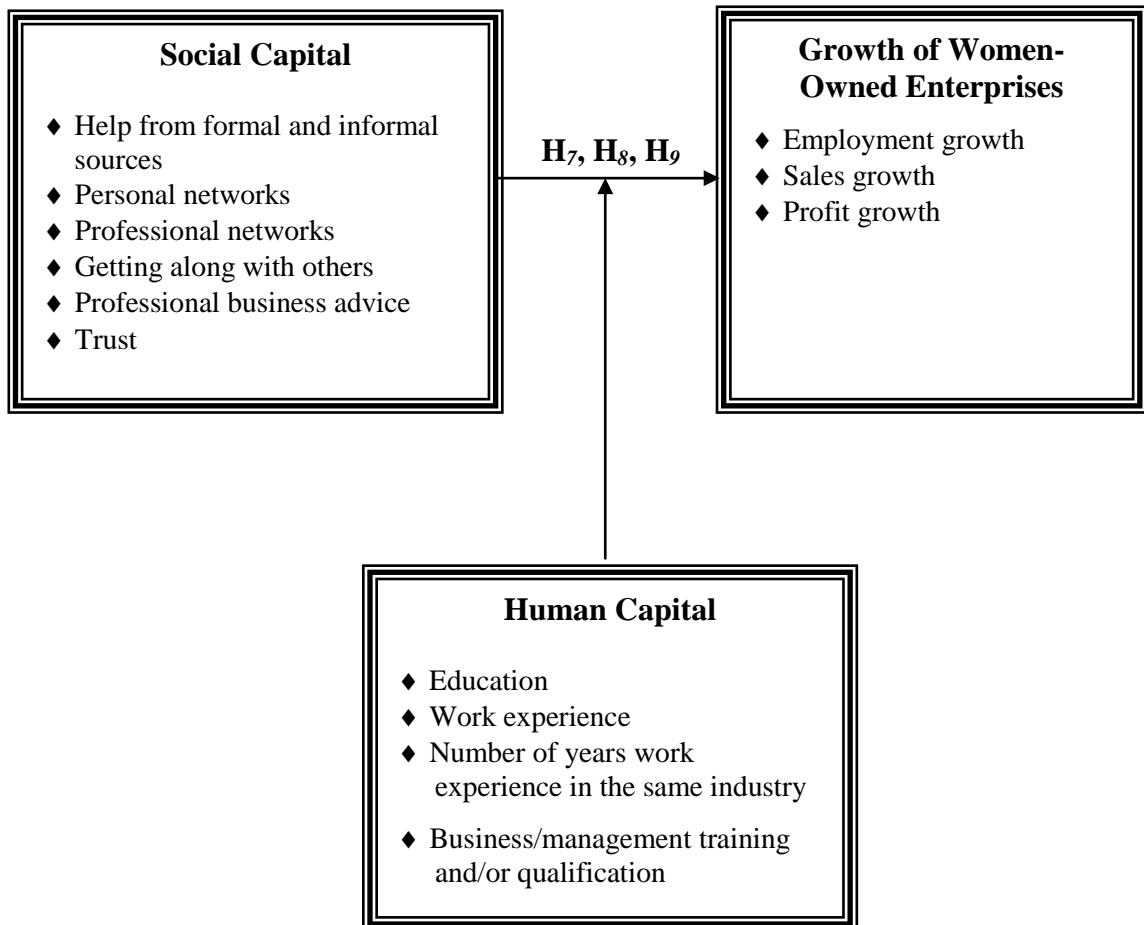 Social Capital
♦ Help from formal and informal
sources
♦ Personal networks
♦ Professional networks
♦ Getting along with others
♦ Professional business advice
♦ Trust
H7, H8, H9
Growth of Women-
Owned Enterprises
♦ Employment growth
♦ Sales growth
♦ Profit growth
Human Capital
♦ Education
♦ Work experience
♦ Number of years work
experience in the same industry
♦ Business/management training
and/or qualification